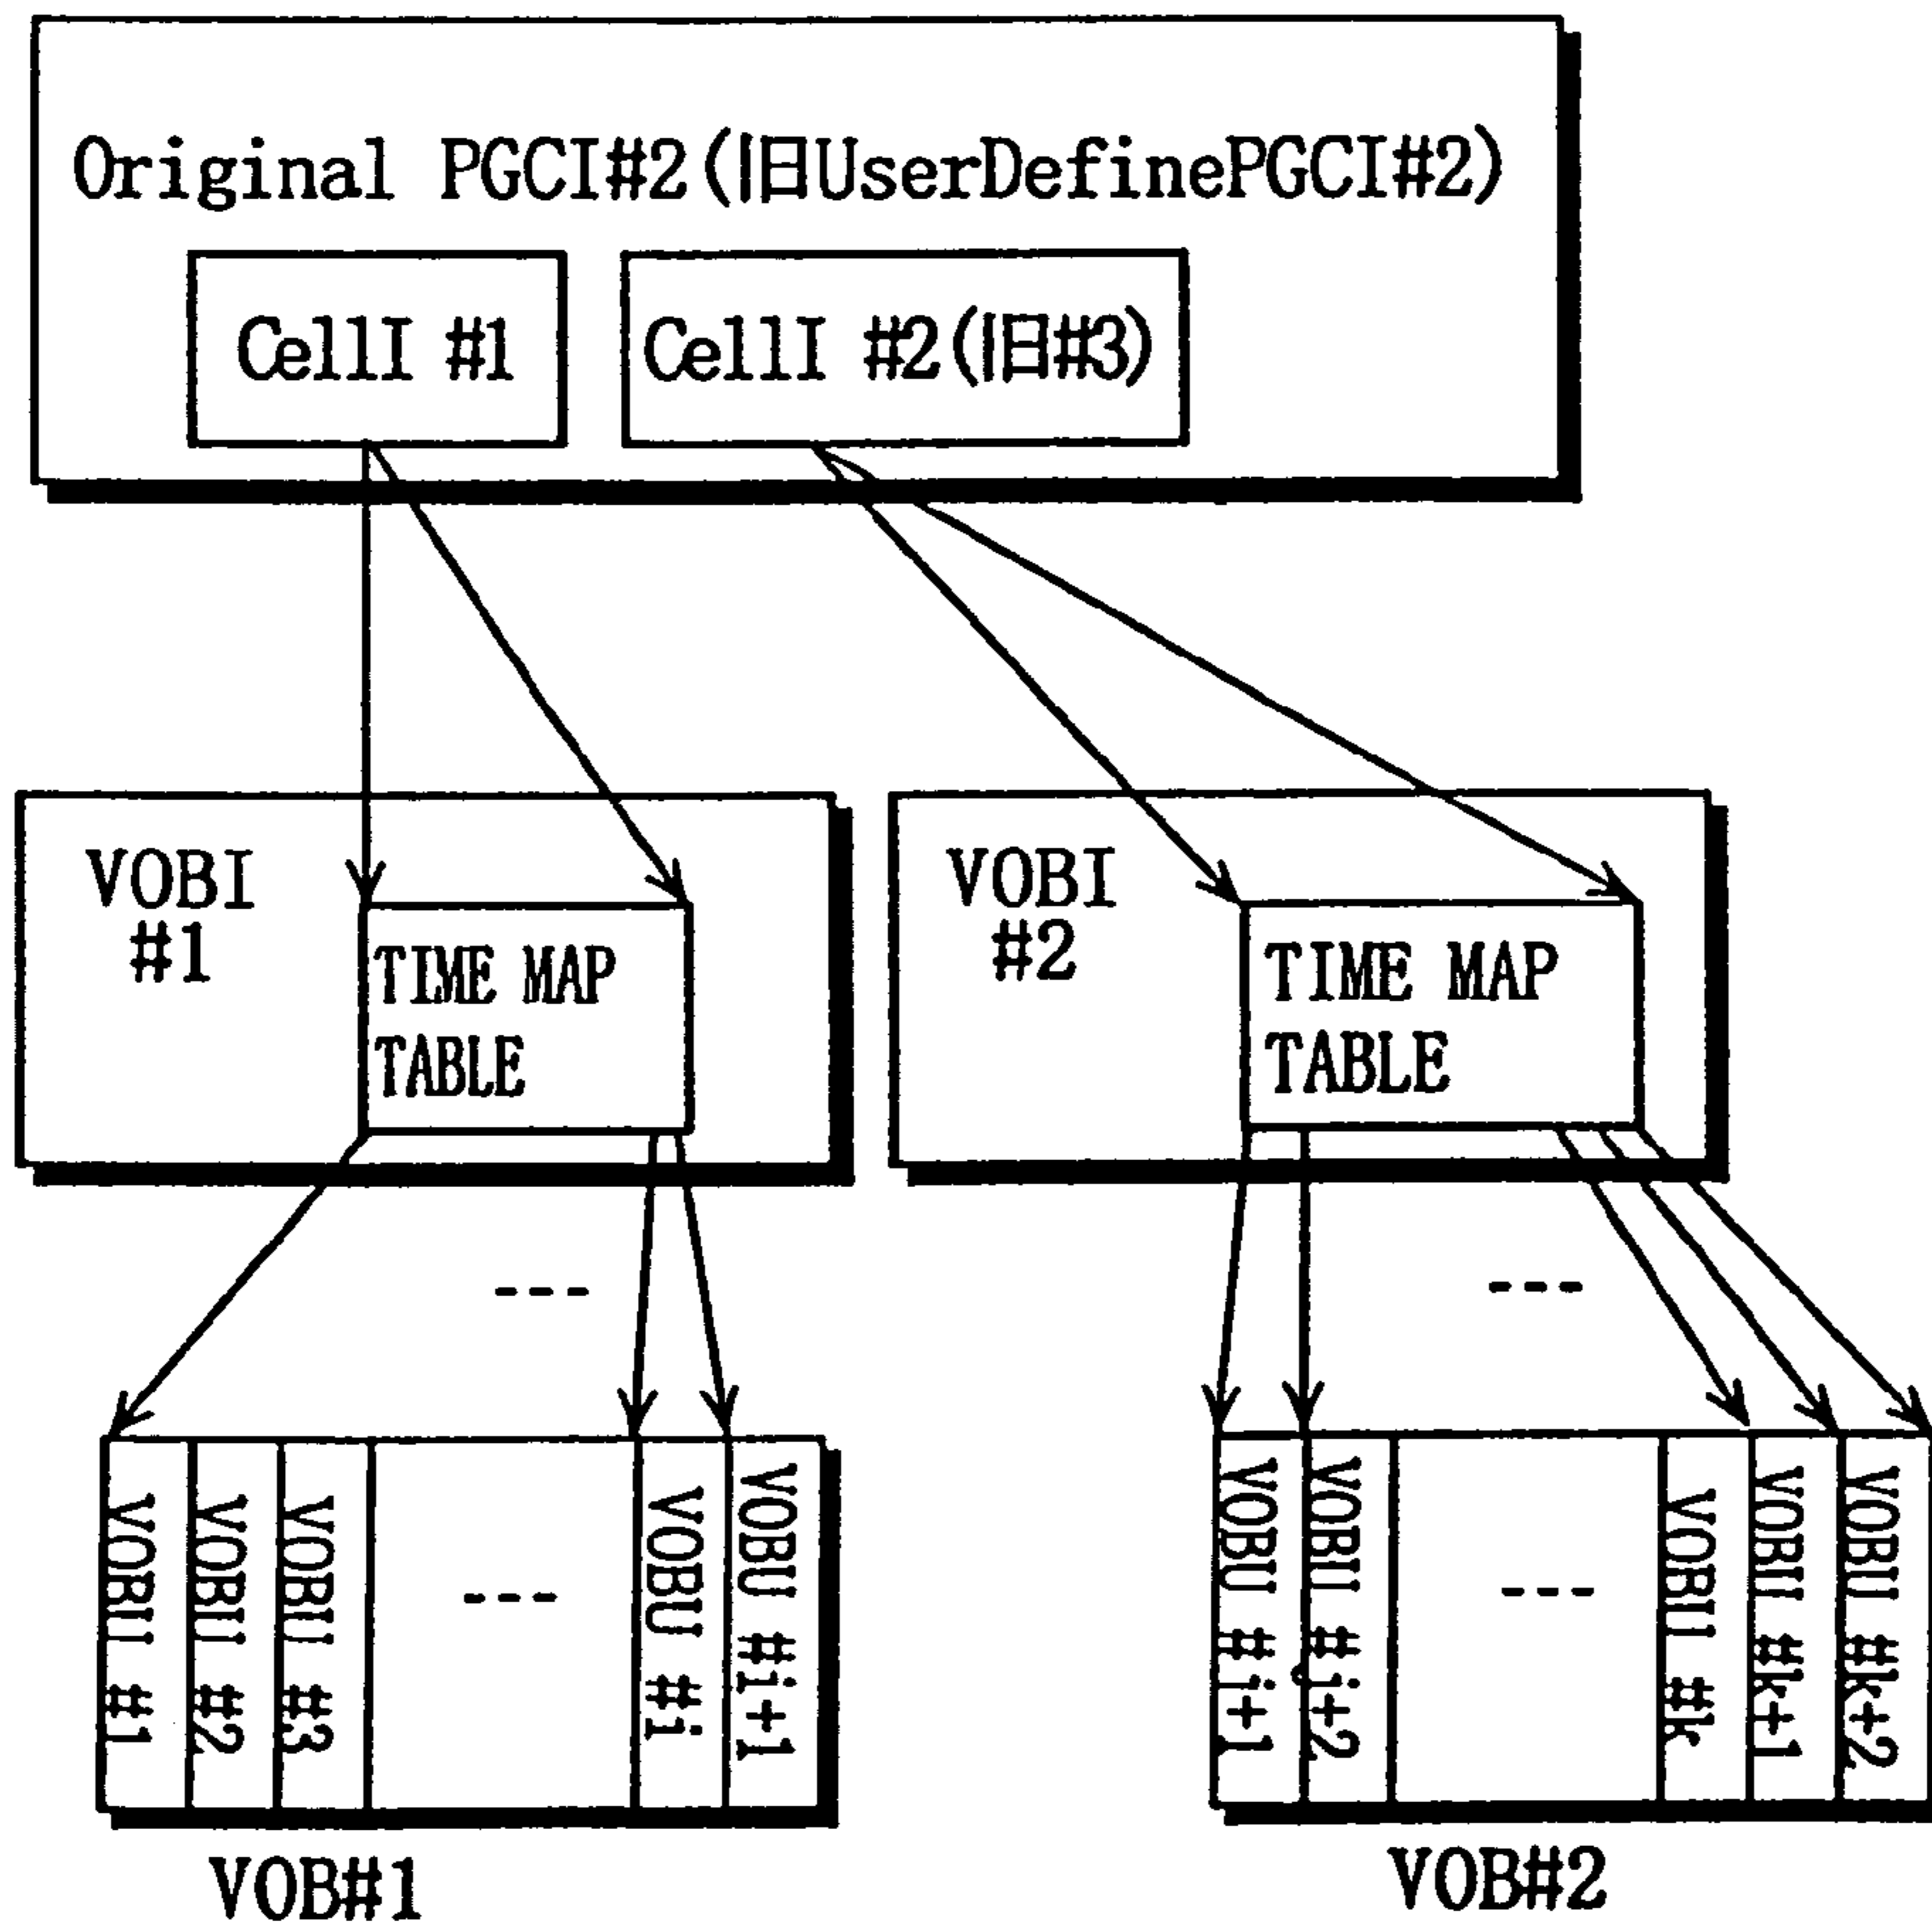 Original PGCI#2(旧UserDefinePGCI#2)
CellI #1
CellI #2(旧#3)
VOBI
#1
TIME MAP
TABLE
VOBI
#2
TIME MAP
TABLE
---
---
VOBU #1
VOBU #2
VOBU #3
---
VOBU #i
VOBU #i+1
VOBU #j+1
VOBU #j+2
---
VOBU #k
VOBU #k+1
VOBU #k+2
VOB#1
VOB#2